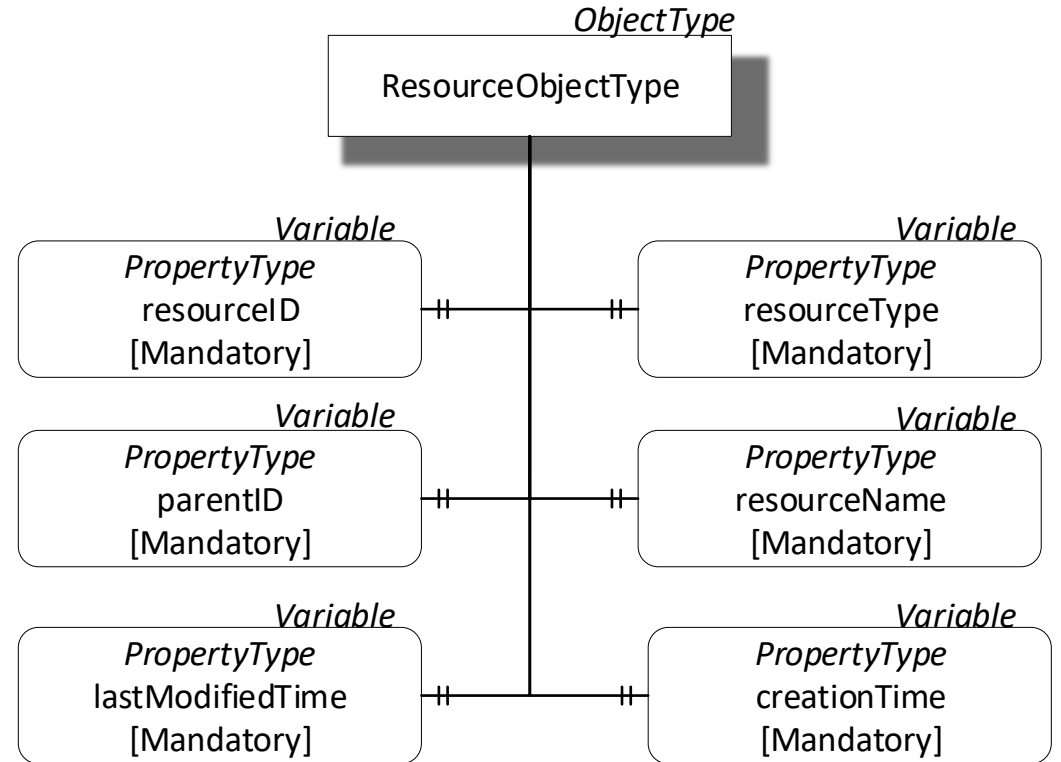 ObjectType
ResourceObjectType
Variable
PropertyType
resourceID
[Mandatory]
Variable
PropertyType
resourceType
[Mandatory]
Variable
PropertyType
parentID
[Mandatory]
Variable
PropertyType
resourceName
[Mandatory]
Variable
PropertyType
lastModifiedTime
[Mandatory]
Variable
PropertyType
creationTime
[Mandatory]